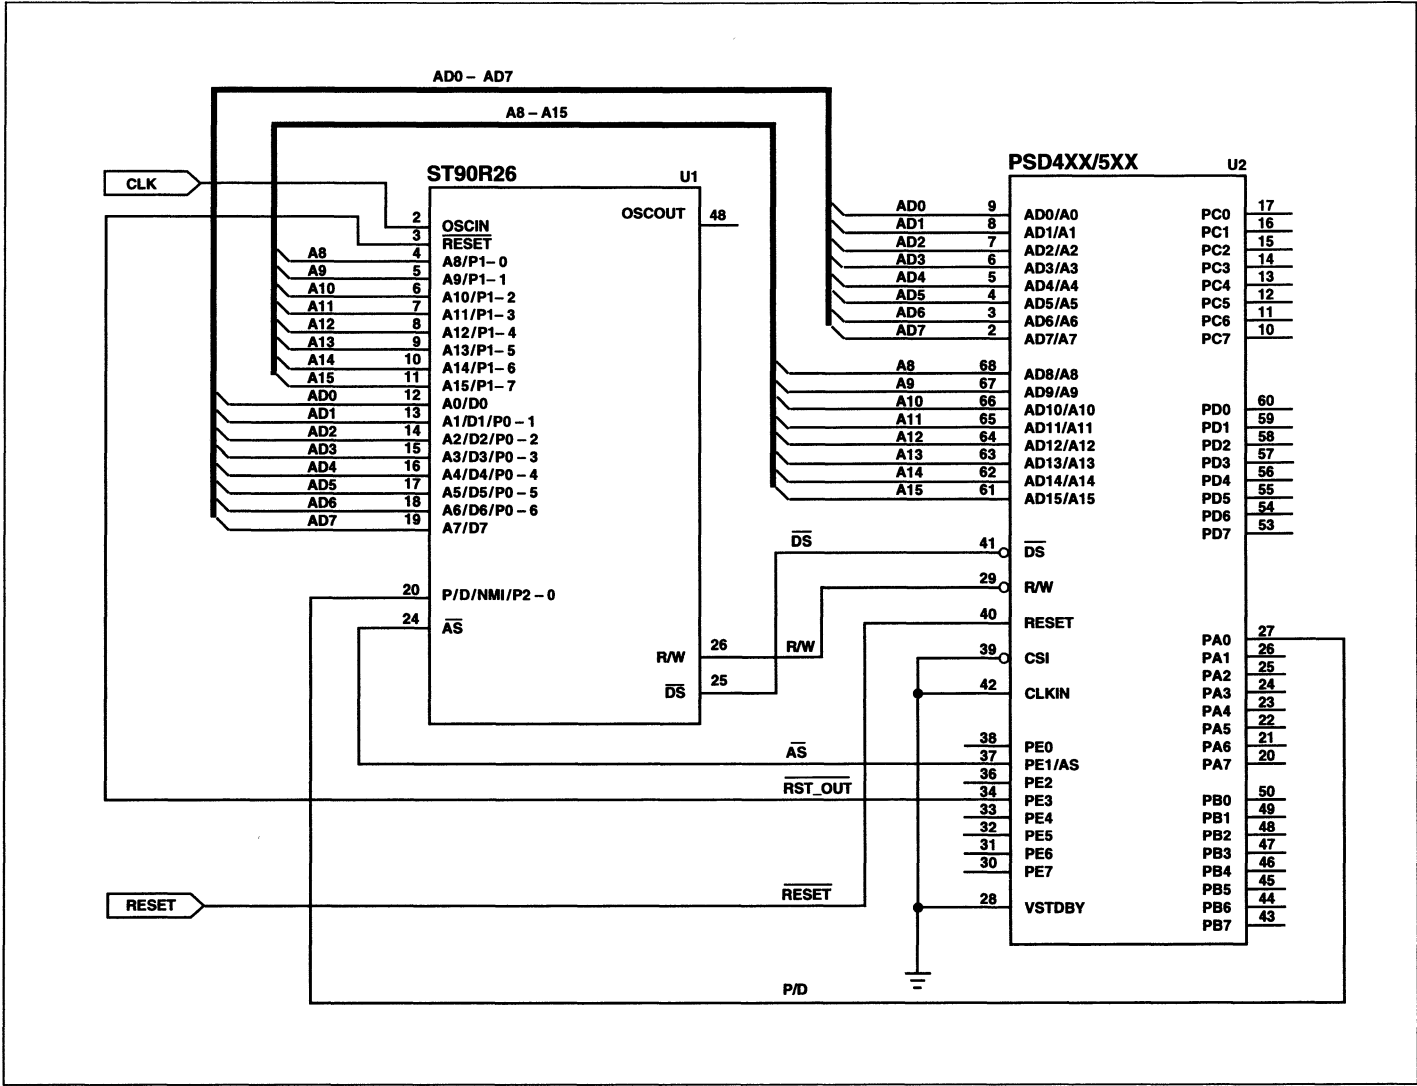 AD0 – AD7
A8 – A15
ST90R26
U1
PSD4XX/5XX
U2
CLK
RESET
2 OSCIN
3 RESET
A8 4 A8/P1– 0
A9 5 A9/P1– 1
A10 6 A10/P1– 2
A11 7 A11/P1– 3
A12 8 A12/P1– 4
A13 9 A13/P1– 5
A14 10 A14/P1– 6
A15 11 A15/P1– 7
AD0 12 A0/D0
AD1 13 A1/D1/P0 – 1
AD2 14 A2/D2/P0 – 2
AD3 15 A3/D3/P0 – 3
AD4 16 A4/D4/P0 – 4
AD5 17 A5/D5/P0 – 5
AD6 18 A6/D6/P0 – 6
AD7 19 A7/D7
20 P/D/NMI/P2 – 0
24 AS
OSCOUT 48
R/W 26 R/W
DS 25
AD0 9 AD0/A0
AD1 8 AD1/A1
AD2 7 AD2/A2
AD3 6 AD3/A3
AD4 5 AD4/A4
AD5 4 AD5/A5
AD6 3 AD6/A6
AD7 2 AD7/A7
A8 68 AD8/A8
A9 67 AD9/A9
A10 66 AD10/A10
A11 65 AD11/A11
A12 64 AD12/A12
A13 63 AD13/A13
A14 62 AD14/A14
A15 61 AD15/A15
DS 41 DS
29 R/W
40 RESET
39 CSI
42 CLKIN
38 PE0
AS 37 PE1/AS
36 PE2
RST_OUT 34 PE3
33 PE4
32 PE5
31 PE6
30 PE7
RESET
28 VSTDBY
P/D
PC0 17
PC1 16
PC2 15
PC3 14
PC4 13
PC5 12
PC6 11
PC7 10
PD0 60
PD1 59
PD2 58
PD3 57
PD4 56
PD5 55
PD6 54
PD7 53
PA0 27
PA1 26
PA2 25
PA3 24
PA4 23
PA5 22
PA6 21
PA7 20
PB0 50
PB1 49
PB2 48
PB3 47
PB4 46
PB5 45
PB6 44
PB7 43